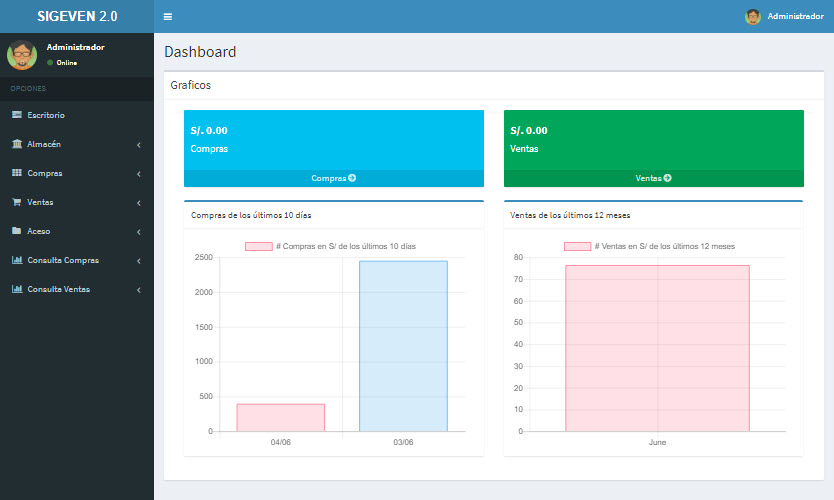 SIGEVEN 2.0
Administrador
Administrador
Online
OPCIONES
Escritorio
Almacén
Compras
Ventas
Aceso
Consulta Compras
Consulta Ventas
Dashboard
Graficos
S/. 0.00
Compras
Compras
S/. 0.00
Ventas
Ventas
Compras de los últimos 10 días
# Compras en S/ de los últimos 10 días
2500
2000
1500
1000
500
0
04/06
03/06
Ventas de los últimos 12 meses
# Ventas en S/ de los últimos 12 meses
80
70
60
50
40
30
20
10
0
June